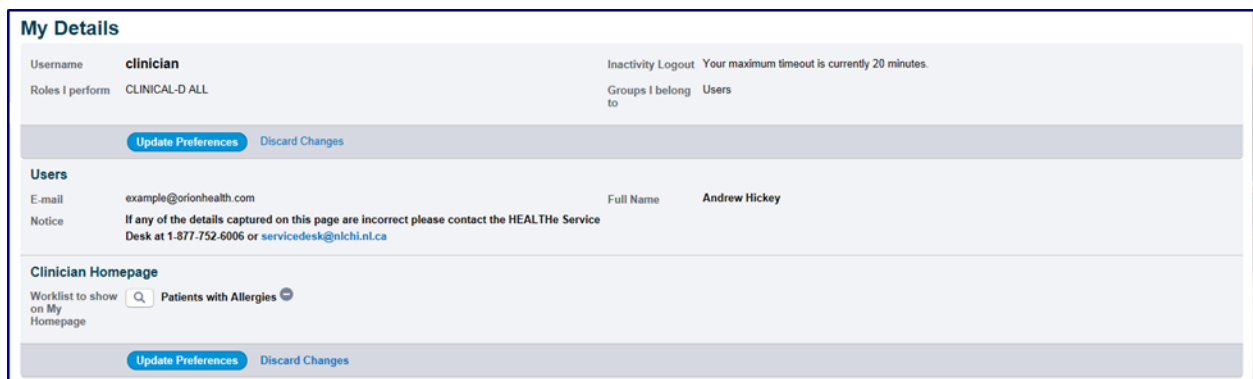 My Details
Username clinician Inactivity Logout Your maximum timeout is currently 20 minutes.
Roles I perform CLINICAL-D ALL Groups I belong to Users
Update Preferences Discard Changes
Users
E-mail example@orionhealth.com Full Name Andrew Hickey
Notice If any of the details captured on this page are incorrect please contact the HEALTHe Service
Desk at 1-877-752-6006 or servicedesk@nlchi.nl.ca
Clinician Homepage
Worklist to show on My Homepage Patients with Allergies
Update Preferences Discard Changes